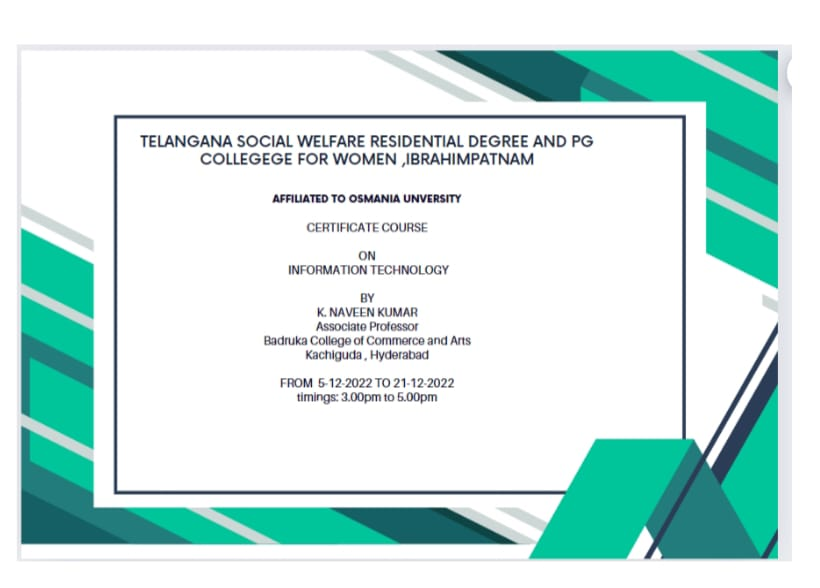 TELANGANA SOCIAL WELFARE RESIDENTIAL DEGREE AND PG
COLLEGEGE FOR WOMEN ,IBRAHIMPATNAM
AFFILIATED TO OSMANIA UNVERSITY
CERTIFICATE COURSE
ON
INFORMATION TECHNOLOGY
BY
K. NAVEEN KUMAR
Associate Professor
Badruka College of Commerce and Arts
Kachiguda , Hyderabad
FROM 5-12-2022 TO 21-12-2022
timings: 3.00pm to 5.00pm